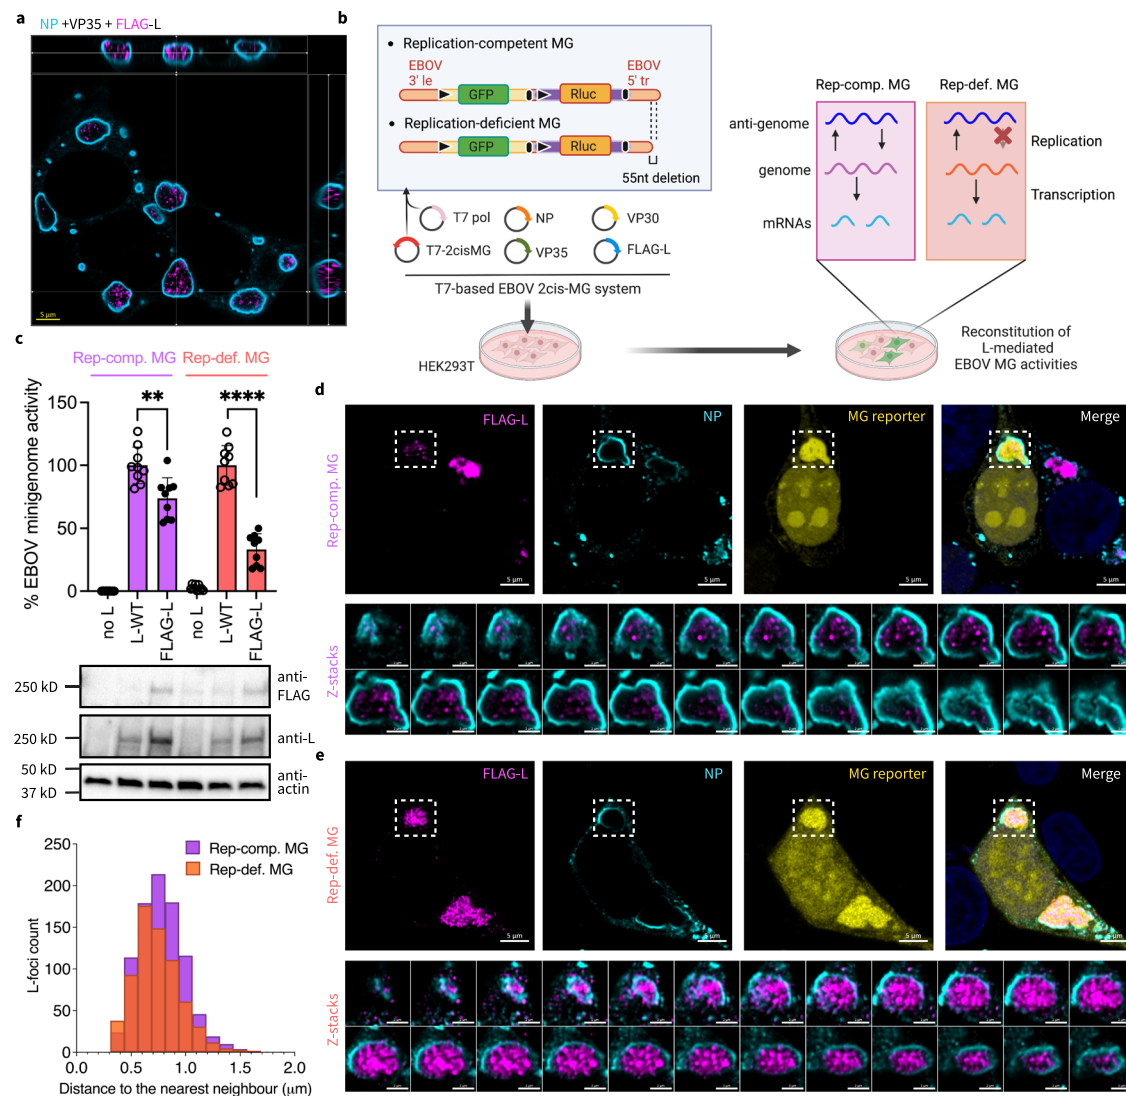 a
NP +VP35 + FLAG-L
5 µm
b
• Replication-competent MG
EBOV
3' le
EBOV
5' tr
GFP
Rluc
• Replication-deficient MG
GFP
Rluc
55nt deletion
T7 pol
NP
VP30
T7-2cisMG
VP35
FLAG-L
T7-based EBOV 2cis-MG system
HEK293T
Rep-comp. MG
Rep-def. MG
anti-genome
genome
mRNAs
Replication
Transcription
Reconstitution of
L-mediated
EBOV MG activities
c
Rep-comp. MG
Rep-def. MG
% EBOV minigenome activity
150
100
50
0
**
****
no L
L-WT
FLAG-L
no L
L-WT
FLAG-L
250 kD
anti-
FLAG
250 kD
anti-L
50 kD
37 kD
anti-
actin
d
Rep-comp. MG
FLAG-L
NP
MG reporter
Merge
5 µm
5 µm
5 µm
5 µm
Z-stacks
e
Rep-def. MG
FLAG-L
NP
MG reporter
Merge
5 µm
5 µm
5 µm
5 µm
Z-stacks
f
Rep-comp. MG
Rep-def. MG
L-foci count
250
200
150
100
50
0
0.0
0.5
1.0
1.5
2.0
Distance to the nearest neighbour (µm)